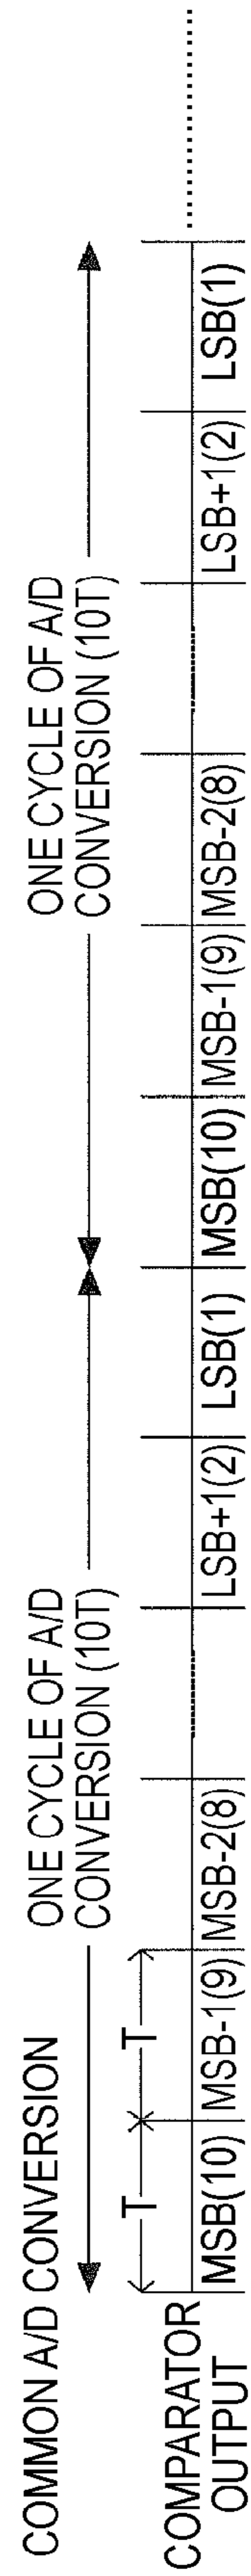 COMMON A/D CONVERSION
ONE CYCLE OF A/D
CONVERSION (10T)
ONE CYCLE OF A/D
CONVERSION (10T)
T
T
COMPARATOR
OUTPUT
MSB(10)
MSB-1(9)
MSB-2(8)
LSB+1(2)
LSB(1)
MSB(10)
MSB-1(9)
MSB-2(8)
LSB+1(2)
LSB(1)